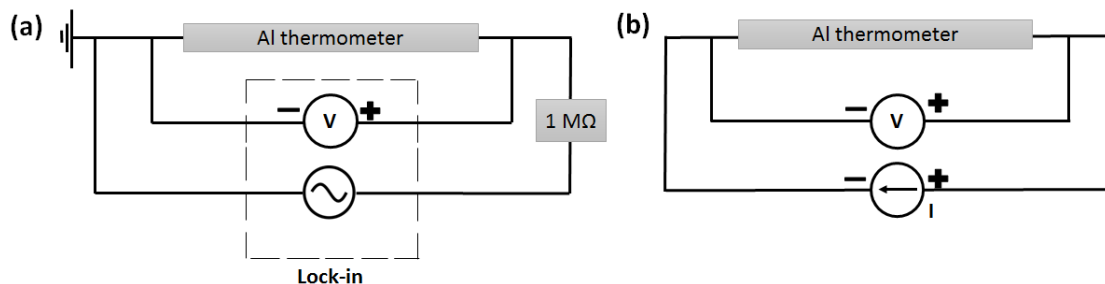 (a)
Al thermometer
− V +
1 MΩ
Lock-in
(b)
Al thermometer
− V +
− +
I